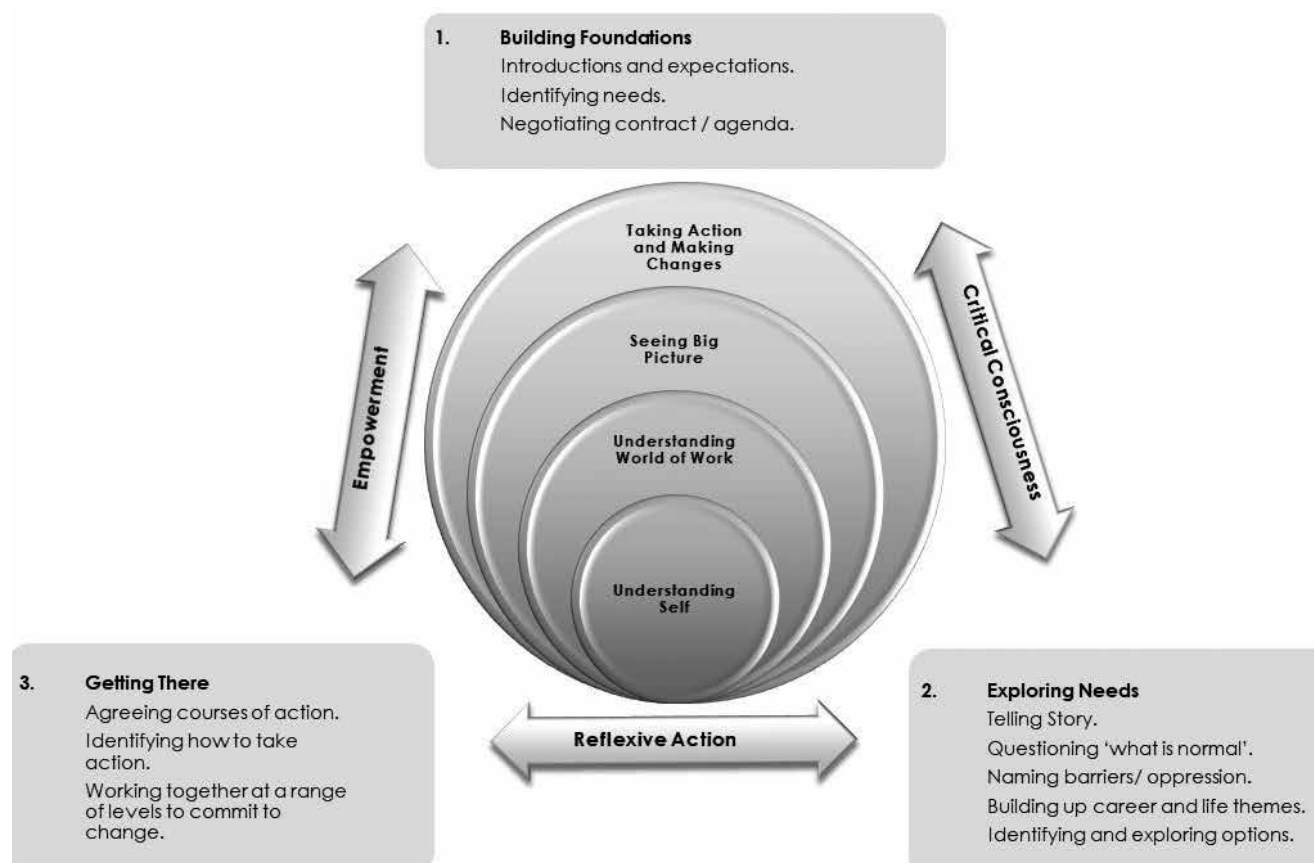 1. Building Foundations
Introductions and expectations.
Identifying needs.
Negotiating contract / agenda.
Taking Action
and Making
Changes
Seeing Big
Picture
Understanding
World of Work
Understanding
Self
Empowerment
Critical Consciousness
Reflexive Action
2. Exploring Needs
Telling Story.
Questioning ‘what is normal’.
Naming barriers/ oppression.
Building up career and life themes.
Identifying and exploring options.
3. Getting There
Agreeing courses of action.
Identifying how to take
action.
Working together at a range
of levels to commit to
change.